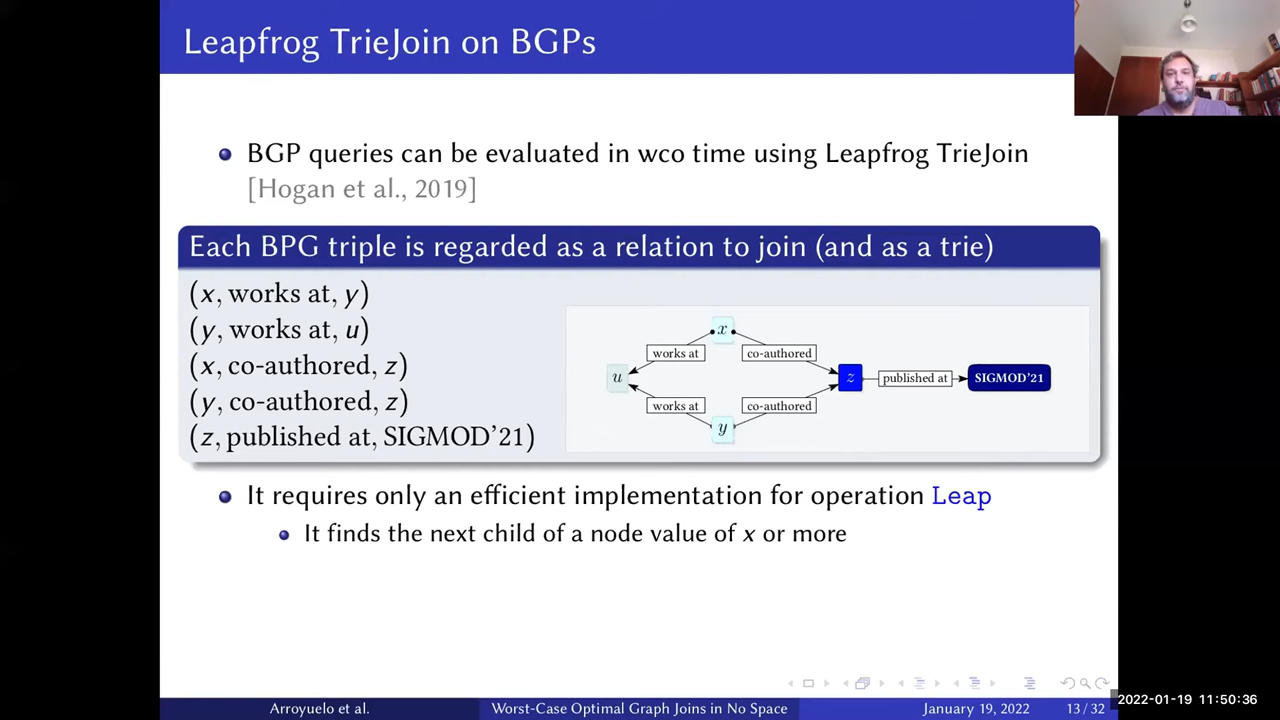 Leapfrog TrieJoin on BGPs
BGP queries can be evaluated in wco time using Leapfrog TrieJoin
[Hogan et al., 2019]
Each BPG triple is regarded as a relation to join (and as a trie)
(x, works at, y)
(y, works at, u)
(x, co-authored, z)
(y, co-authored, z)
(z, published at, SIGMOD’21)
x
works at
co-authored
u
z
published at
SIGMOD’21
works at
co-authored
y
It requires only an efficient implementation for operation Leap
It finds the next child of a node value of x or more
Arroyuelo et al.
Worst-Case Optimal Graph Joins in No Space
January 19, 2022
13 / 32
2022-01-19 11:50:36